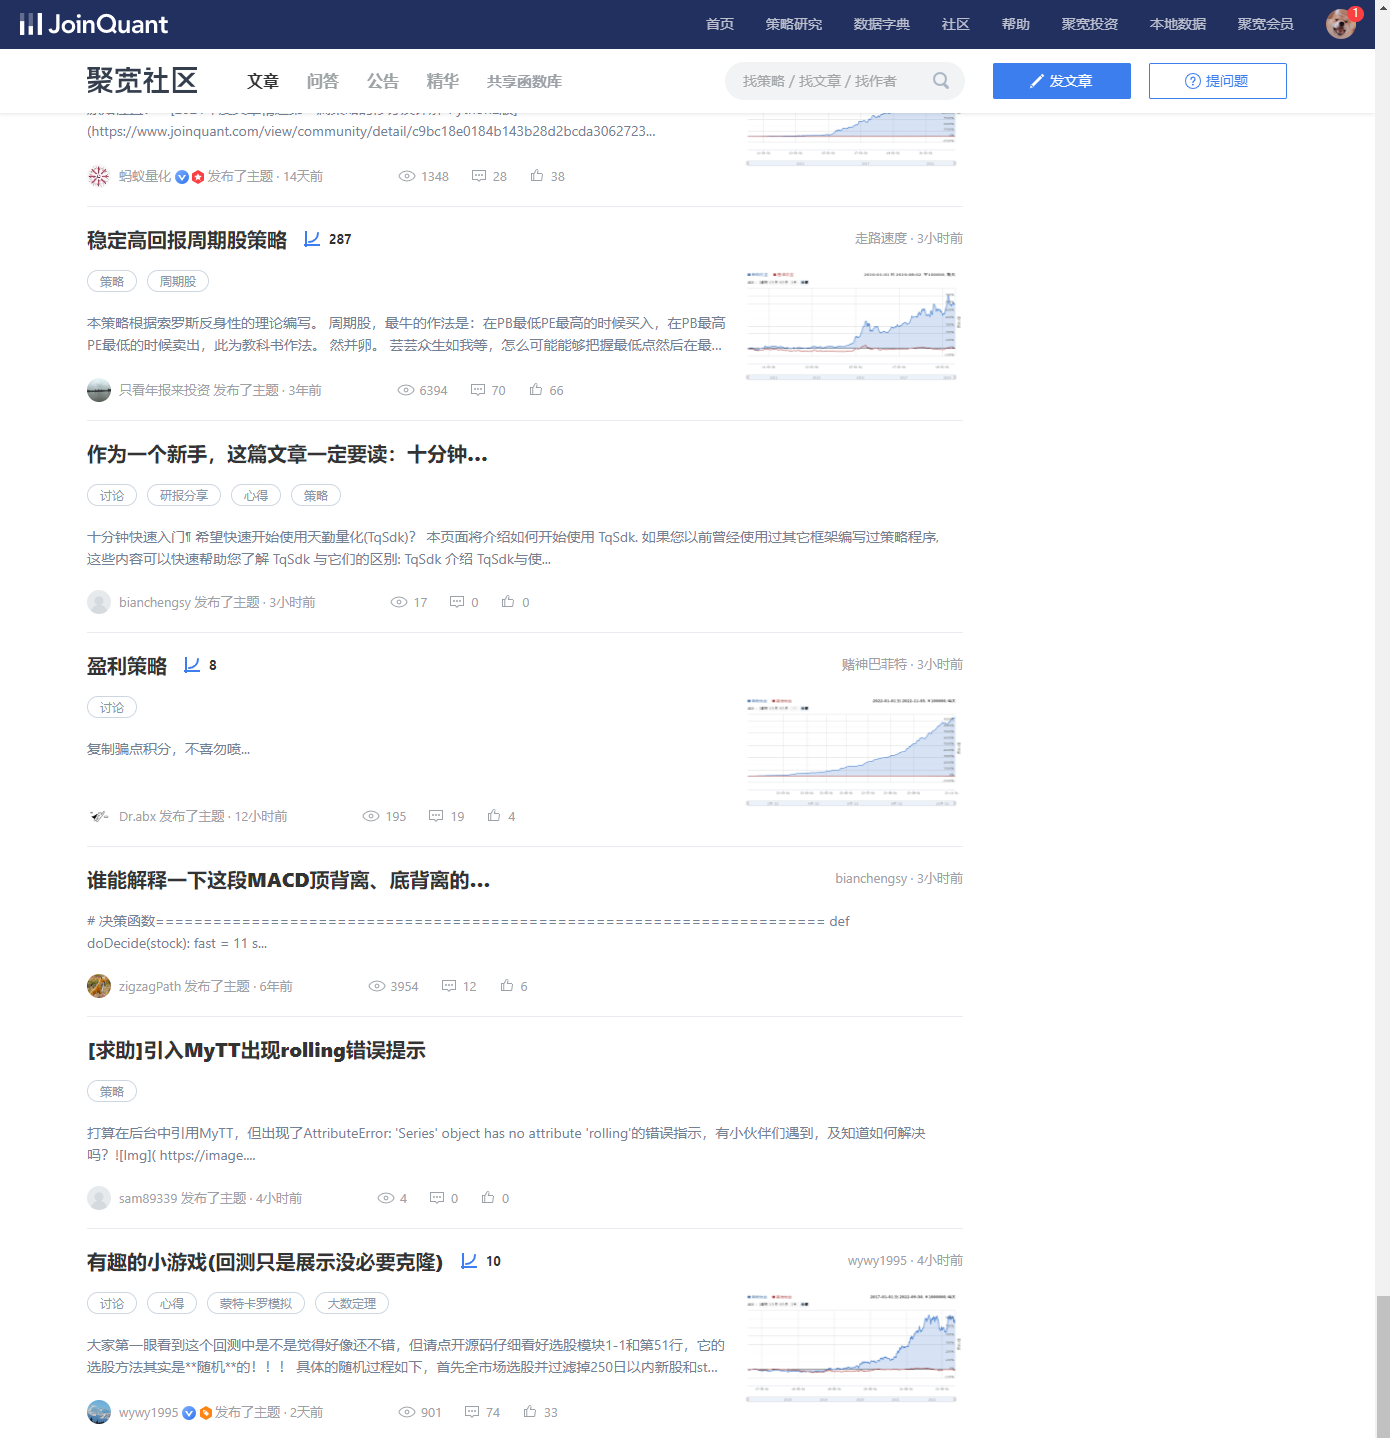 JoinQuant
首页 策略研究 数据字典 社区 帮助 聚宽投资 本地数据 聚宽会员 1
聚宽社区 文章 问答 公告 精华 共享函数库 找策略 / 找文章 / 找作者 发文章 提问题
(https://www.joinquant.com/view/community/detail/c9bc18e0184b143b28d2bcda3062723...
蚂蚁量化 发布了主题 · 14天前 1348 28 38
稳定高回报周期股策略 287 走路速度 · 3小时前
策略 周期股
本策略根据索罗斯反身性的理论编写。 周期股，最牛的作法是：在PB最低PE最高的时候买入，在PB最高
PE最低的时候卖出，此为教科书作法。 然并卵。 芸芸众生如我等，怎么可能能够把握最低点然后在最...
只看年报来投资 发布了主题 · 3年前 6394 70 66
作为一个新手，这篇文章一定要读：十分钟...
讨论 研报分享 心得 策略
十分钟快速入门¶ 希望快速开始使用天勤量化(TqSdk)？ 本页面将介绍如何开始使用 TqSdk. 如果您以前曾经使用过其它框架编写过策略程序,
这些内容可以快速帮助您了解 TqSdk 与它们的区别: TqSdk 介绍 TqSdk与使...
bianchengsy 发布了主题 · 3小时前 17 0 0
盈利策略 8 赌神巴菲特 · 3小时前
讨论
复制骗点积分，不喜勿喷...
Dr.abx 发布了主题 · 12小时前 195 19 4
谁能解释一下这段MACD顶背离、底背离的... bianchengsy · 3小时前
# 决策函数====================================================================== def
doDecide(stock): fast = 11 s...
zigzagPath 发布了主题 · 6年前 3954 12 6
[求助]引入MyTT出现rolling错误提示
策略
打算在后台中引用MyTT，但出现了AttributeError: 'Series' object has no attribute 'rolling'的错误指示，有小伙伴们遇到，及知道如何解决
吗？![Img]( https://image....
sam89339 发布了主题 · 4小时前 4 0 0
有趣的小游戏(回测只是展示没必要克隆) 10 wywy1995 · 4小时前
讨论 心得 蒙特卡罗模拟 大数定理
大家第一眼看到这个回测中是不是觉得好像还不错，但请点开源码仔细看好选股模块1-1和第51行，它的
选股方法其实是**随机**的！！！ 具体的随机过程如下，首先全市场选股并过滤掉250日以内新股和st...
wywy1995 发布了主题 · 2天前 901 74 33